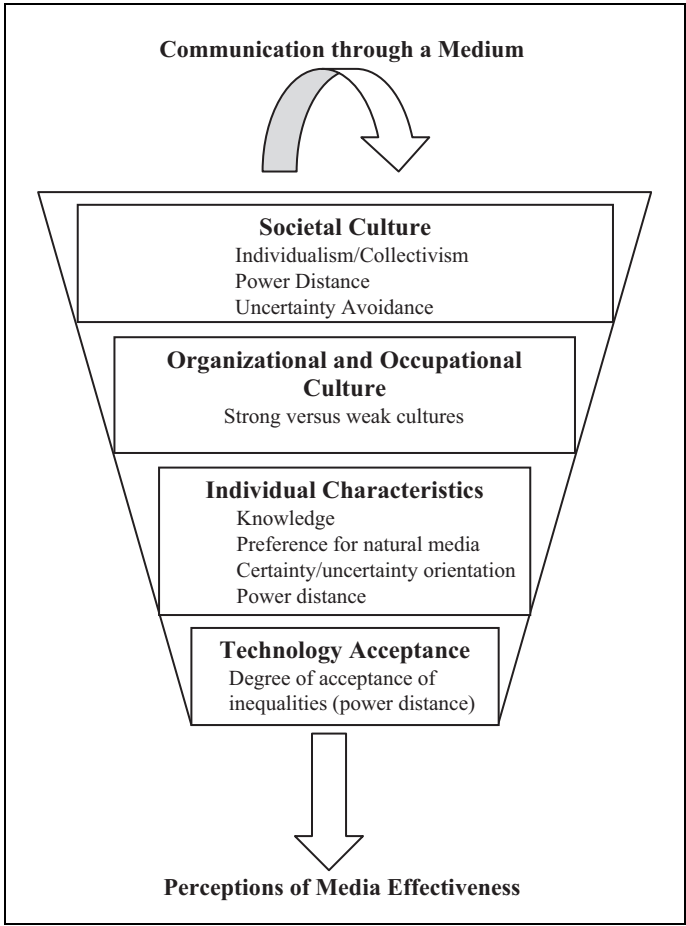 Communication through a Medium
Societal Culture
Individualism/Collectivism
Power Distance
Uncertainty Avoidance
Organizational and Occupational
Culture
Strong versus weak cultures
Individual Characteristics
Knowledge
Preference for natural media
Certainty/uncertainty orientation
Power distance
Technology Acceptance
Degree of acceptance of
inequalities (power distance)
Perceptions of Media Effectiveness